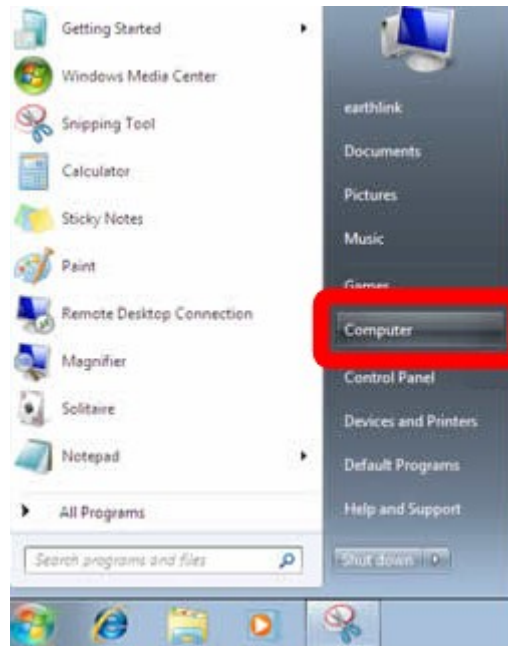 Getting Started
Windows Media Center
Snipping Tool
Calculator
Sticky Notes
Paint
Remote Desktop Connection
Magnifier
Solitaire
Notepad
All Programs
Search programs and files
earthlink
Documents
Pictures
Music
Games
Computer
Control Panel
Devices and Printers
Default Programs
Help and Support
Shut down